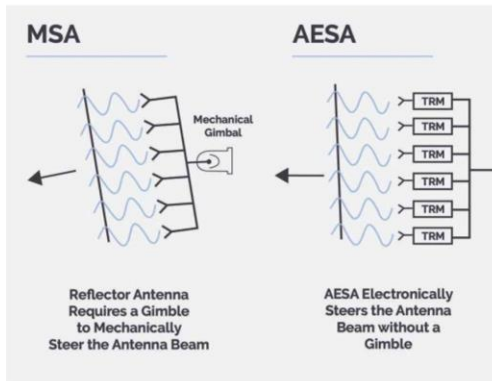 MSA
Mechanical
Gimbal
Reflector Antenna
Requires a Gimble
to Mechanically
Steer the Antenna Beam
AESA
TRM
TRM
TRM
TRM
TRM
TRM
AESA Electronically
Steers the Antenna
Beam without a
Gimble